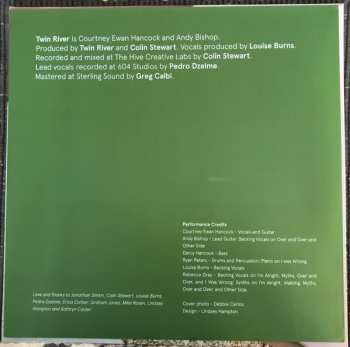 Twin River is Courtney Ewan Hancock and Andy Bishop.
Produced by Twin River and Colin Stewart. Vocals produced by Louise Burns.
Recorded and mixed at The Hive Creative Labs by Colin Stewart.
Lead vocals recorded at 604 Studios by Pedro Dzelme.
Mastered at Sterling Sound by Greg Calbi.
Performance Credits
Courtney Ewan Hancock - Vocals and Guitar
Andy Bishop - Lead Guitar, Backing Vocals on Over and Over and
Other Side
Darcy Hancock - Bass
Ryan Peters - Drums and Percussion, Piano on I was Wrong
Louise Burns - Backing Vocals
Rebecca Gray - Backing Vocals on I'm Alright, Myths, Over and
Over, and I Was Wrong; Synths on I'm Alright, Waking, Myths,
Over and Over, and Other Side.
Love and thanks to Jonathan Simkin, Colin Stewart, Louise Burns,
Pedro Dzelme, Graham Jones, Mike Rosen, Lindsey
Hampton and Kathryn Calder.
Cover photo -
Design - Lindsey Hampton